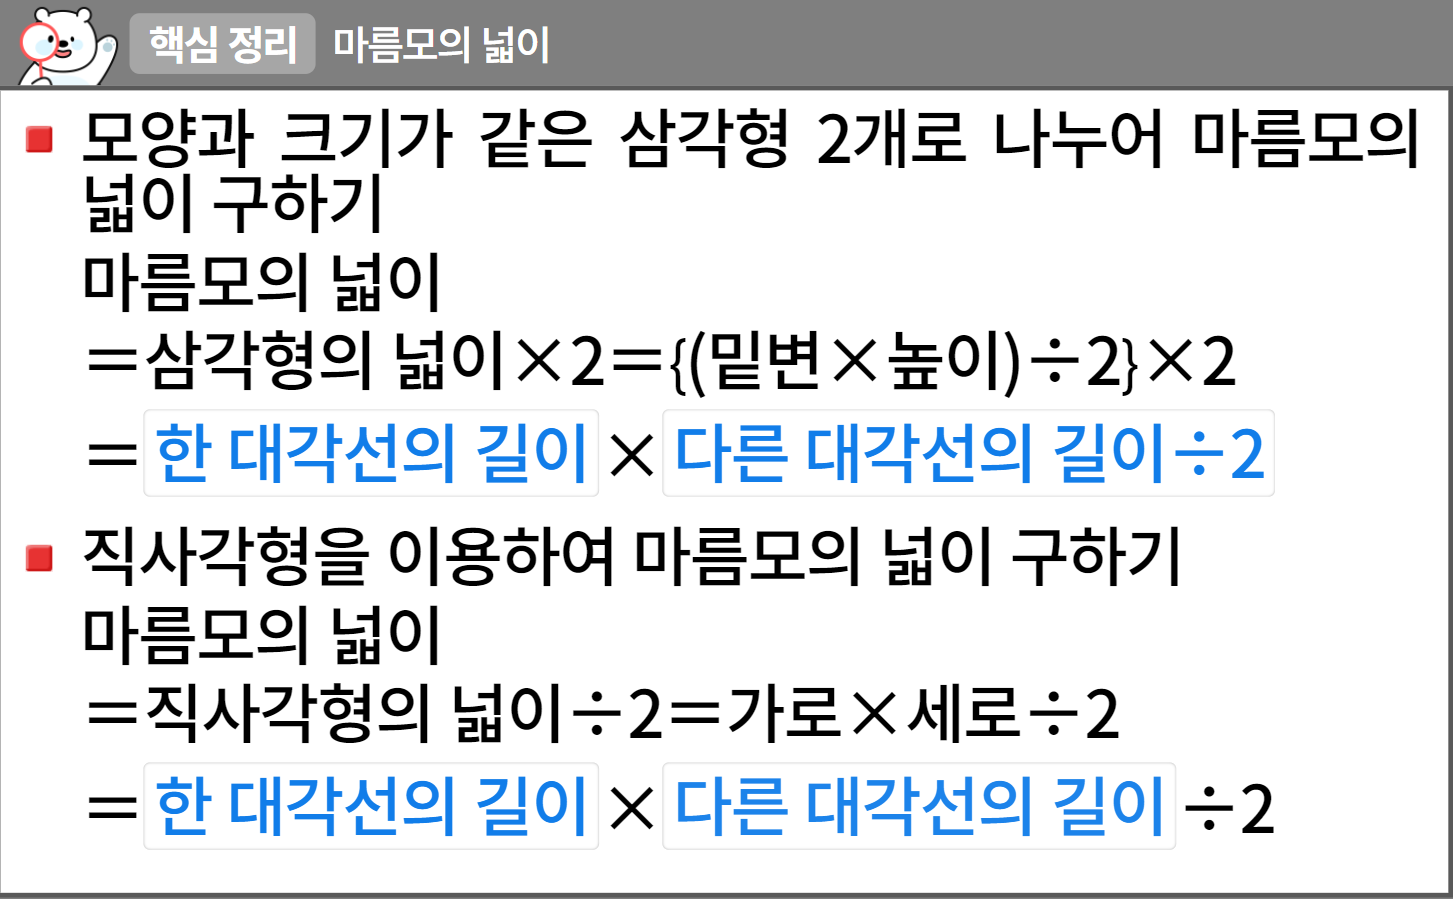 핵심 정리 마름모의 넓이
모양과 크기가 같은 삼각형 2개로 나누어 마름모의
넓이 구하기
마름모의 넓이
=삼각형의 넓이×2={(밑변×높이)÷2}×2
=한 대각선의 길이×다른 대각선의 길이÷2
직사각형을 이용하여 마름모의 넓이 구하기
마름모의 넓이
=직사각형의 넓이÷2=가로×세로÷2
=한 대각선의 길이×다른 대각선의 길이÷2